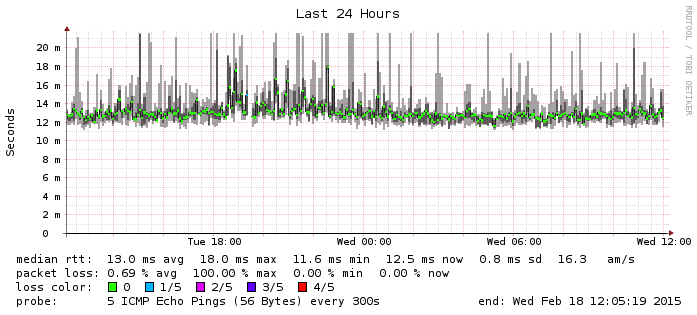 Last 24 Hours
RRDTOOL / TOBI OETIKER
Seconds
20 m
18 m
16 m
14 m
12 m
10 m
8 m
6 m
4 m
2 m
0
Tue 18:00 Wed 00:00 Wed 06:00 Wed 12:00
median rtt: 13.0 ms avg 18.0 ms max 11.6 ms min 12.5 ms now 0.8 ms sd 16.3 am/s
packet loss: 0.69 % avg 100.00 % max 0.00 % min 0.00 % now
loss color: 0 1/5 2/5 3/5 4/5
probe: 5 ICMP Echo Pings (56 Bytes) every 300s end: Wed Feb 18 12:05:19 2015